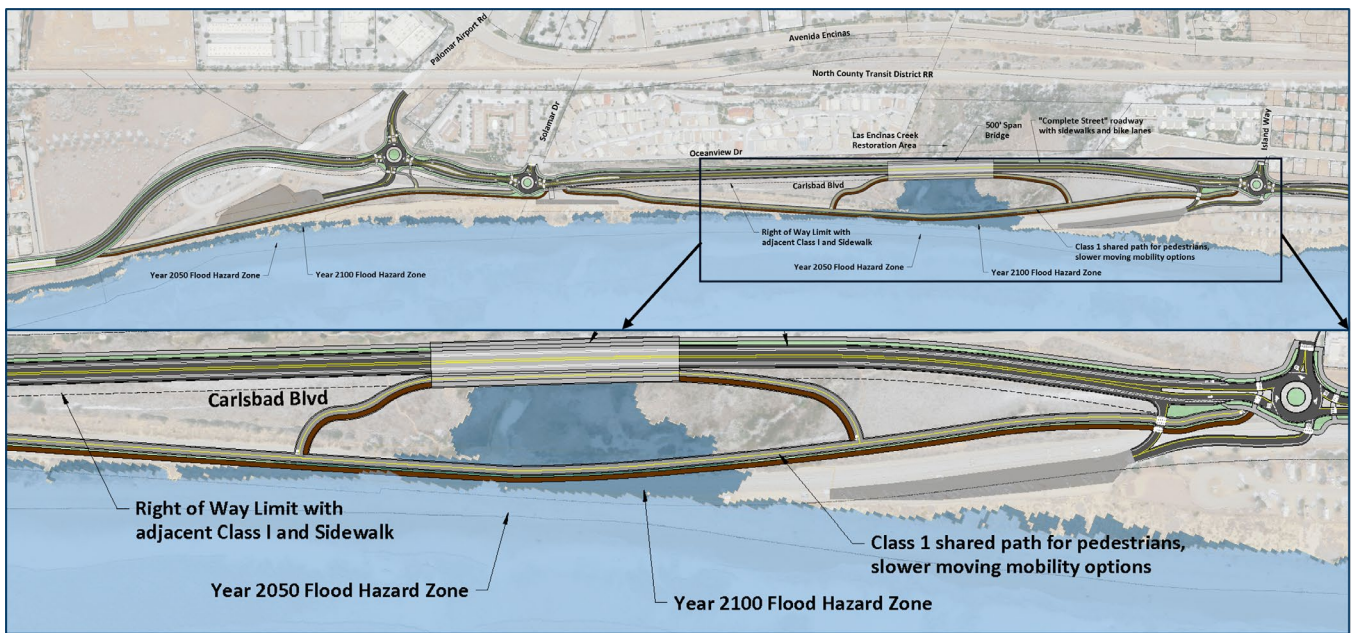 Palomar Airport Rd
Avenida Encinas
North County Transit District RR
Solamar Dr
Las Encinas Creek
Restoration Area
500' Span
Bridge
"Complete Street" roadway
with sidewalks and bike lanes
Island Way
Oceanview Dr
Carlsbad Blvd
Right of Way Limit with
adjacent Class I and Sidewalk
Class 1 shared path for pedestrians,
slower moving mobility options
Year 2050 Flood Hazard Zone
Year 2100 Flood Hazard Zone
Year 2050 Flood Hazard Zone
Year 2100 Flood Hazard Zone
Carlsbad Blvd
Right of Way Limit with
adjacent Class I and Sidewalk
Class 1 shared path for pedestrians,
slower moving mobility options
Year 2050 Flood Hazard Zone
Year 2100 Flood Hazard Zone